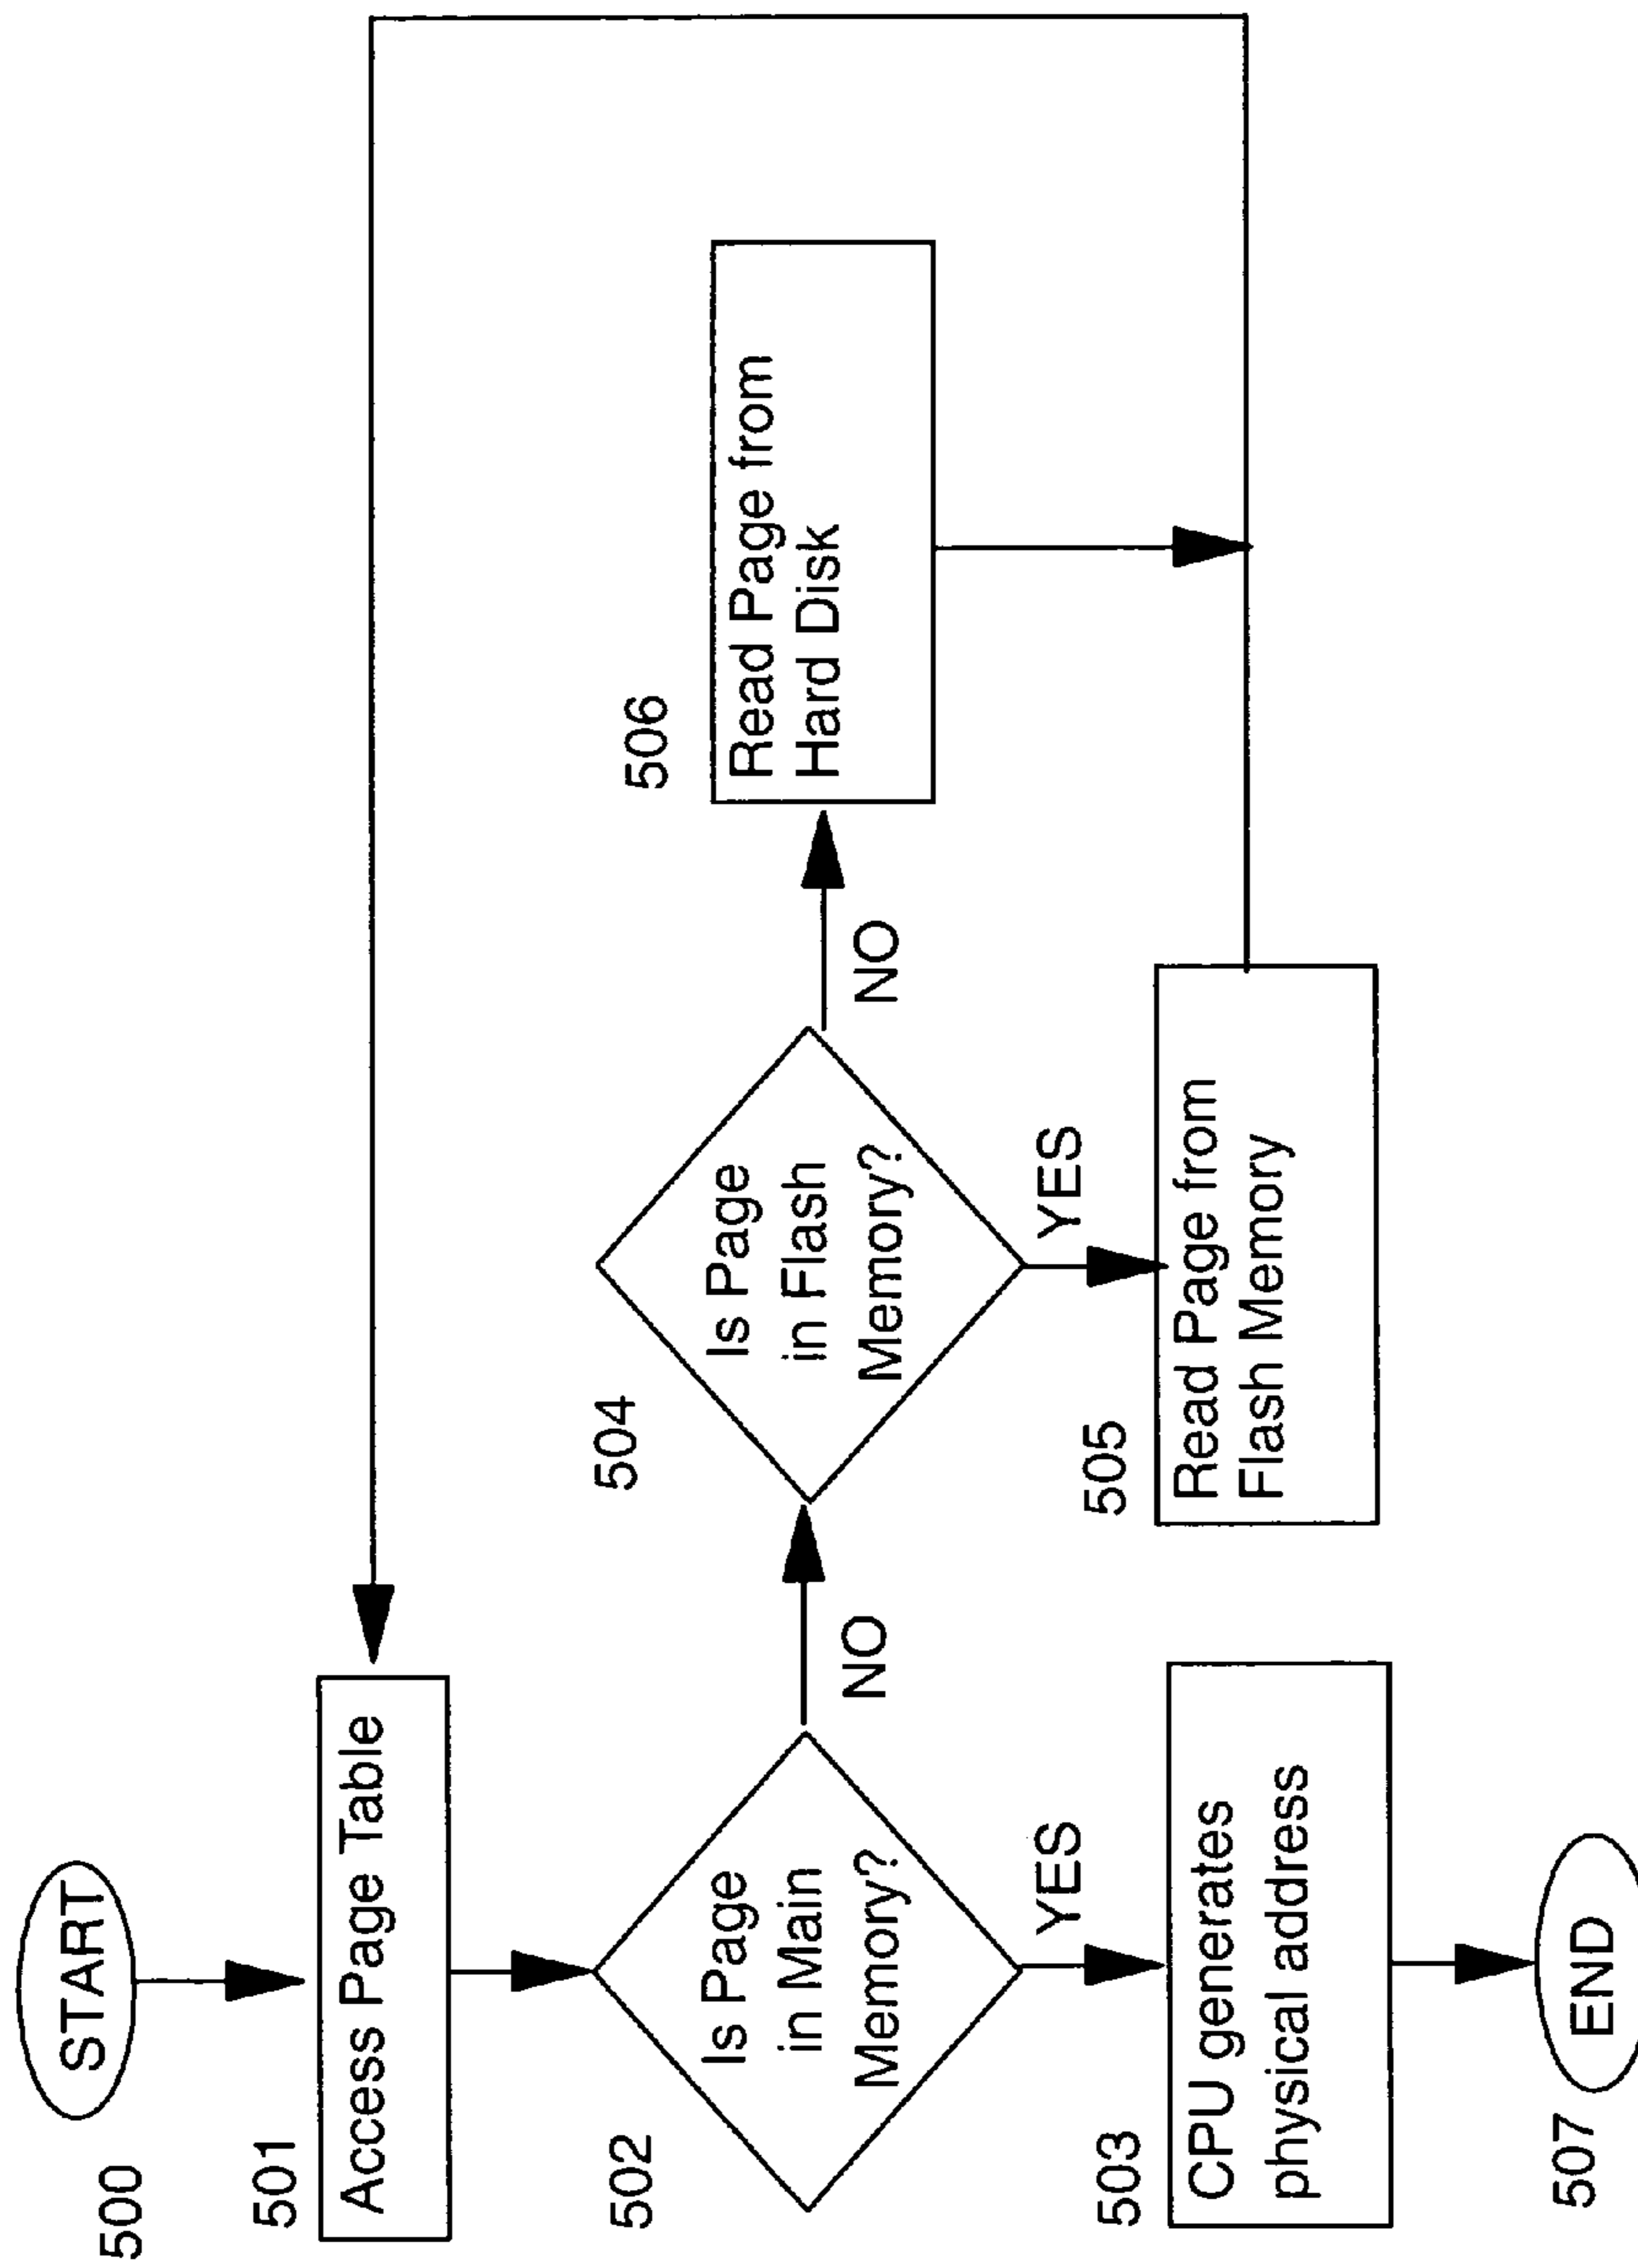 500
START
501
Access Page Table
502
Is Page
in Main
Memory?
NO
YES
503
CPU generates
physical address
507
END
504
Is Page
in Flash
Memory?
NO
YES
505
Read Page from
Flash Memory
506
Read Page from
Hard Disk